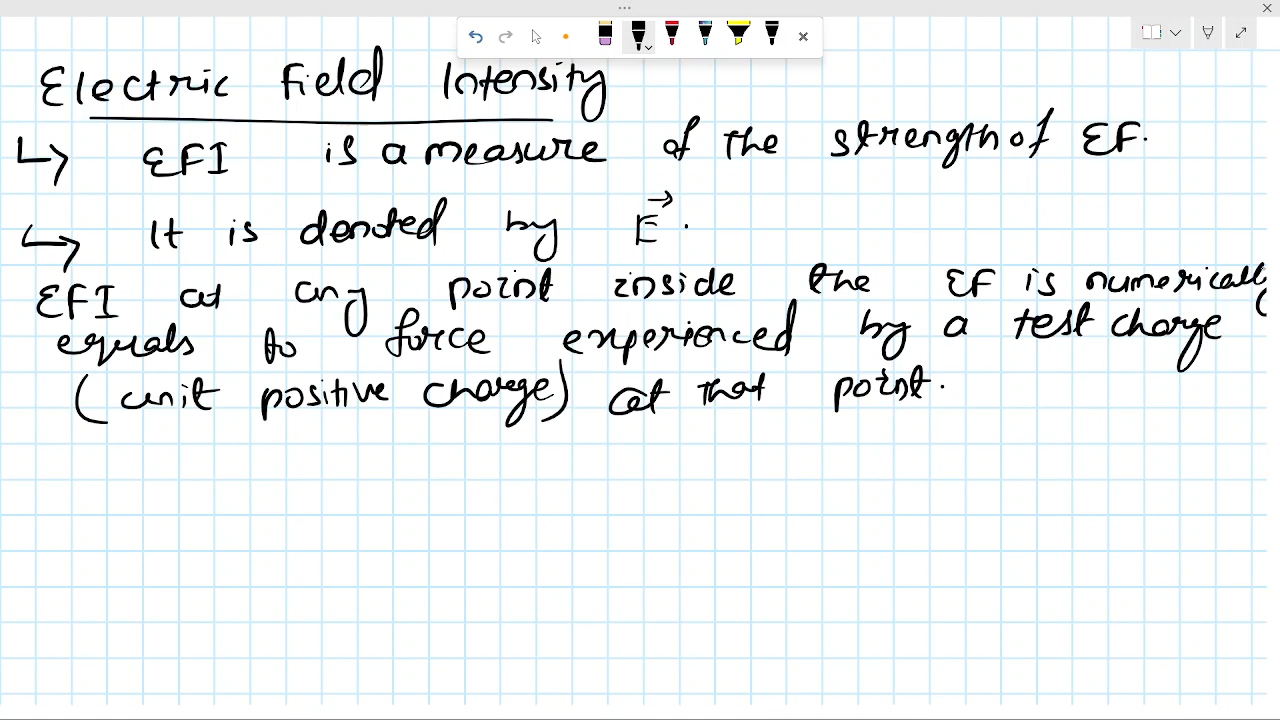 Electric Field Intensity
↳ EFI is a measure of the strength of EF.
↳ It is denoted by E⃗.
EFI at any point inside the EF is numerically
equals to force experienced by a test charge
(unit positive charge) at that point.